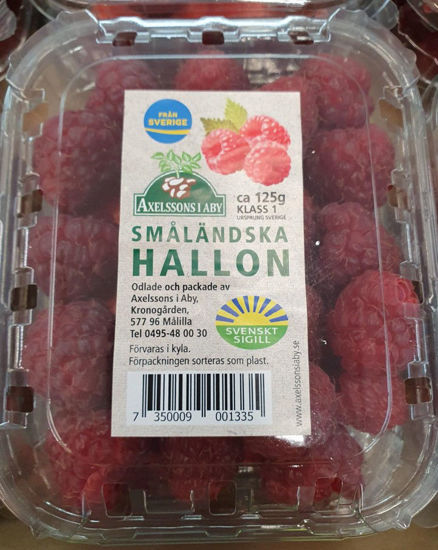 FRÅN
SVERIGE
AXELSSONS I ABY
ca 125g
KLASS 1
URSPRUNG SVERIGE
SMÅLÄNDSKA
HALLON
Odlade och packade av
Axelssons i Aby,
Kronogården,
577 96 Målilla
Tel 0495-48 00 30
Förvaras i kyla.
Förpackningen sorteras som plast.
SVENSKT
SIGILL
www.axelssonsiaby.se
7 350009 001335